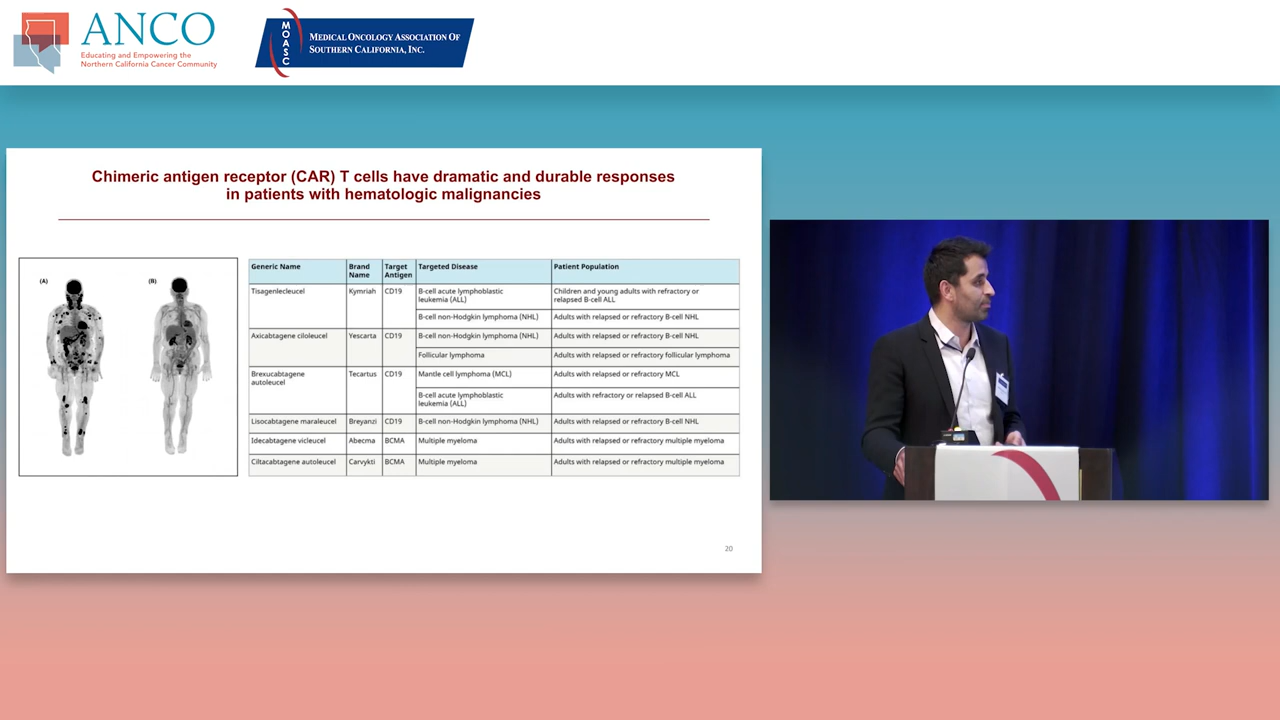 ANCO
Educating and Empowering the
Northern California Cancer Community
MOASC
MEDICAL ONCOLOGY ASSOCIATION OF
SOUTHERN CALIFORNIA, INC.
Chimeric antigen receptor (CAR) T cells have dramatic and durable responses
in patients with hematologic malignancies
(A)
(B)
Generic Name
Brand
Name
Target
Antigen
Targeted Disease
Patient Population
Tisagenlecleucel
Kymriah
CD19
B-cell acute lymphoblastic
leukemia (ALL)
Children and young adults with refractory or
relapsed B-cell ALL
B-cell non-Hodgkin lymphoma (NHL)
Adults with relapsed or refractory B-cell NHL
Axicabtagene ciloleucel
Yescarta
CD19
B-cell non-Hodgkin lymphoma (NHL)
Adults with relapsed or refractory B-cell NHL
Follicular lymphoma
Adults with relapsed or refractory follicular lymphoma
Brexucabtagene
autoleucel
Tecartus
CD19
Mantle cell lymphoma (MCL)
Adults with relapsed or refractory MCL
B-cell acute lymphoblastic
leukemia (ALL)
Adults with refractory or relapsed B-cell ALL
Lisocabtagene maraleucel
Breyanzi
CD19
B-cell non-Hodgkin lymphoma (NHL)
Adults with relapsed or refractory B-cell NHL
Idecabtagene vicleucel
Abecma
BCMA
Multiple myeloma
Adults with relapsed or refractory multiple myeloma
Ciltacabtagene autoleucel
Carvykti
BCMA
Multiple myeloma
Adults with relapsed or refractory multiple myeloma
20